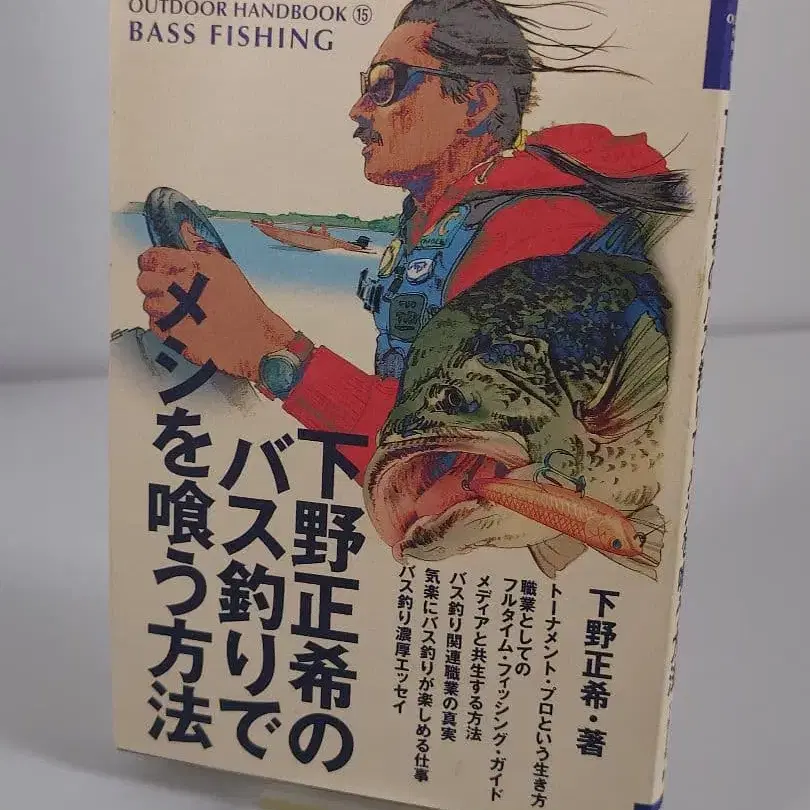 OUTDOOR HANDBOOK ⑮
BASS FISHING
下野正希の
バス釣りで
メシを喰う方法
下野正希・著
トーナメント・プロという生き方
職業としての
フルタイム・フィッシング・ガイド
メディアと共生する方法
バス釣り関連職業の真実
気楽にバス釣りが楽しめる仕事
バス釣り濃厚エッセイ